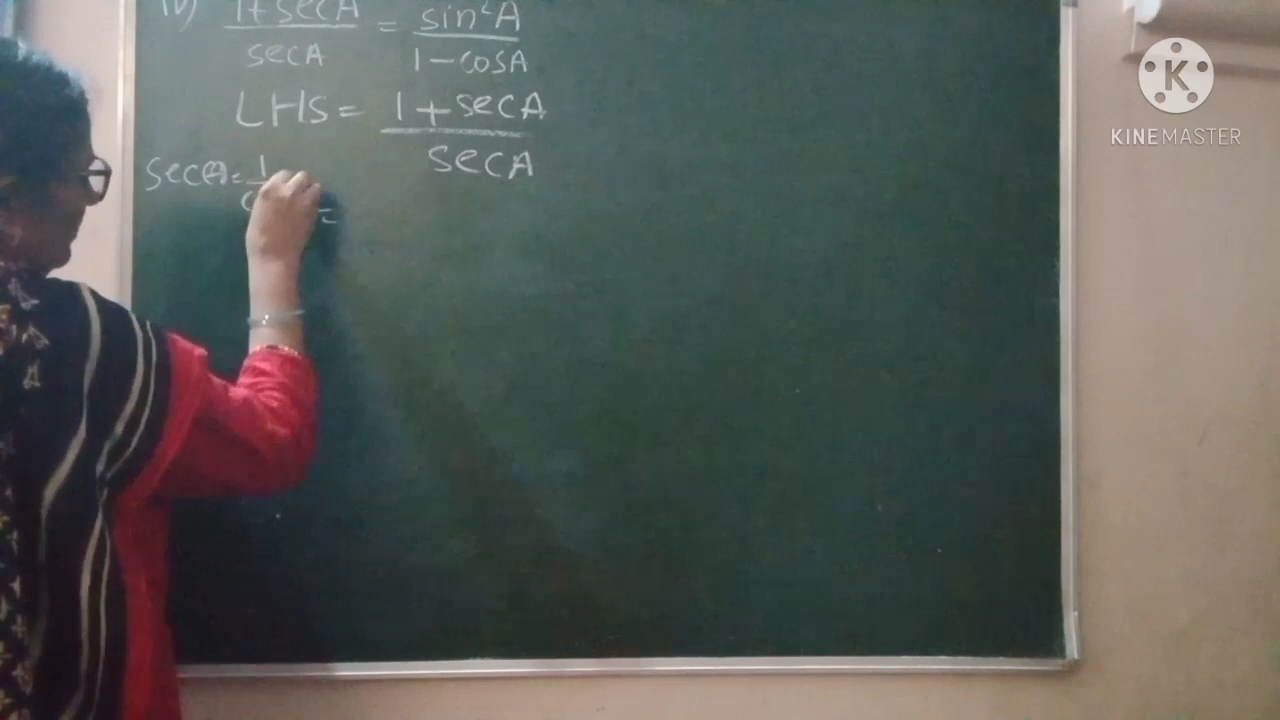 iv) 1+secA = sin²A
secA 1-cosA
LHS = 1+secA
secA
secA = 1
K
KINEMASTER